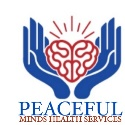 PEACEFUL
MINDS HEALTH SERVICES